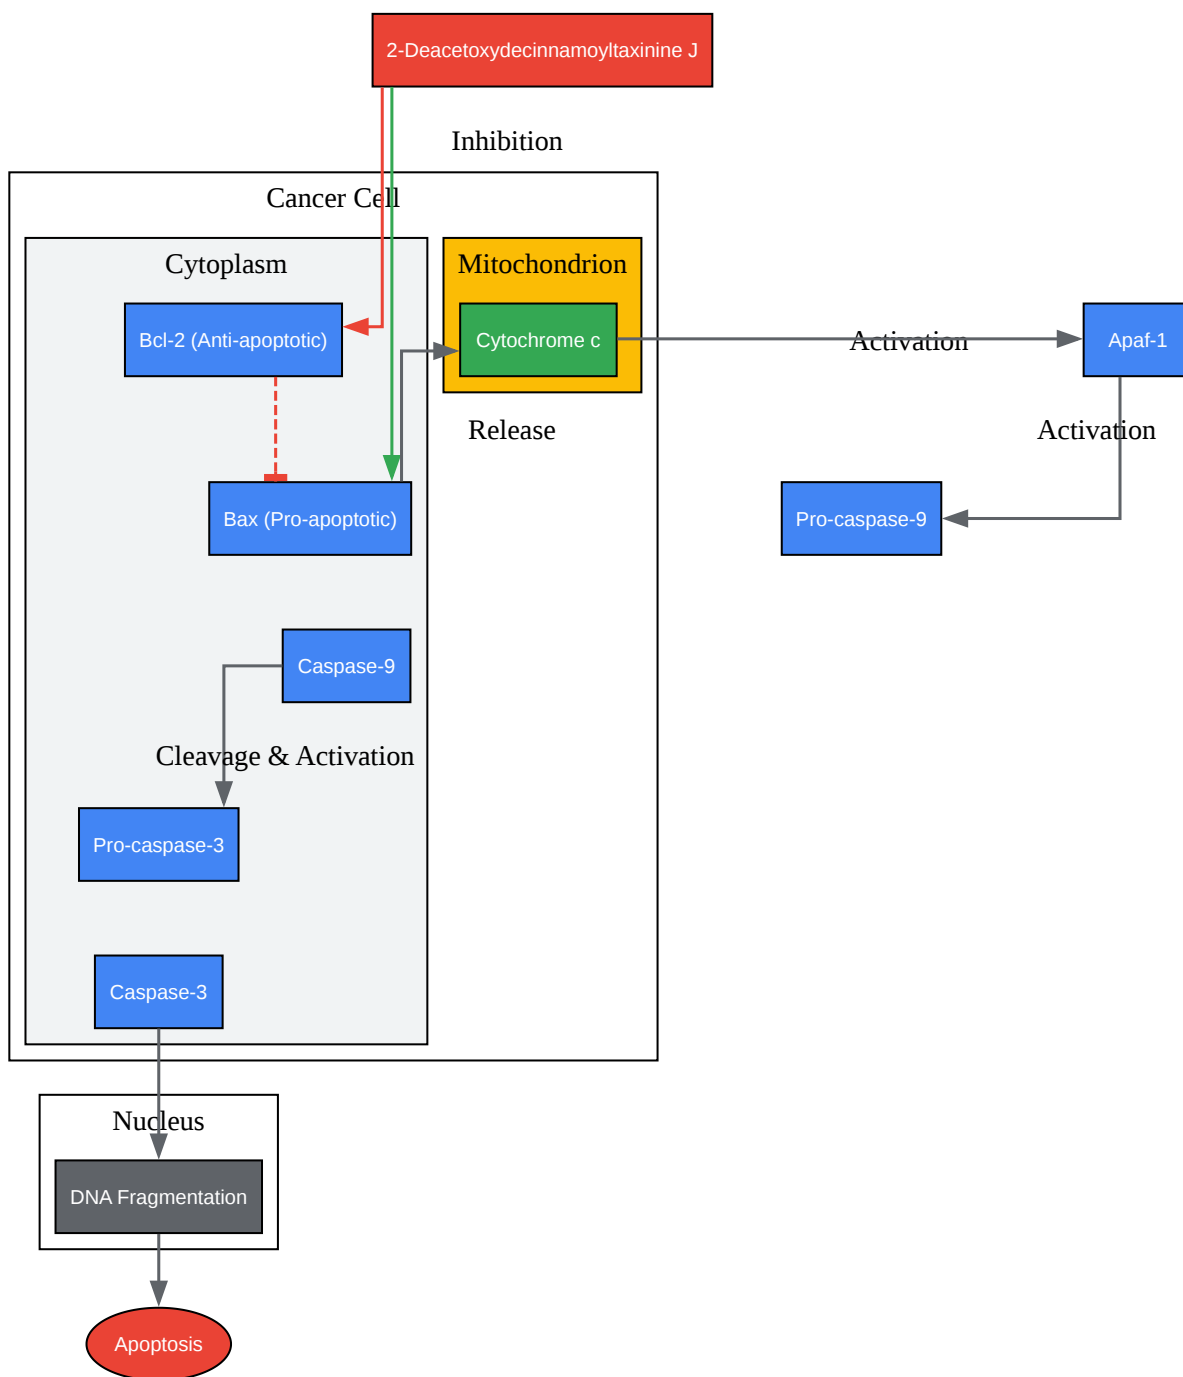 2-Deacetoxydecinnamoyltaxinine J
Inhibition
Cancer Cell
Cytoplasm
Mitochondrion
Bcl-2 (Anti-apoptotic)
Cytochrome c
Activation
Apaf-1
Release
Activation
Bax (Pro-apoptotic)
Pro-caspase-9
Caspase-9
Cleavage & Activation
Pro-caspase-3
Caspase-3
Nucleus
DNA Fragmentation
Apoptosis